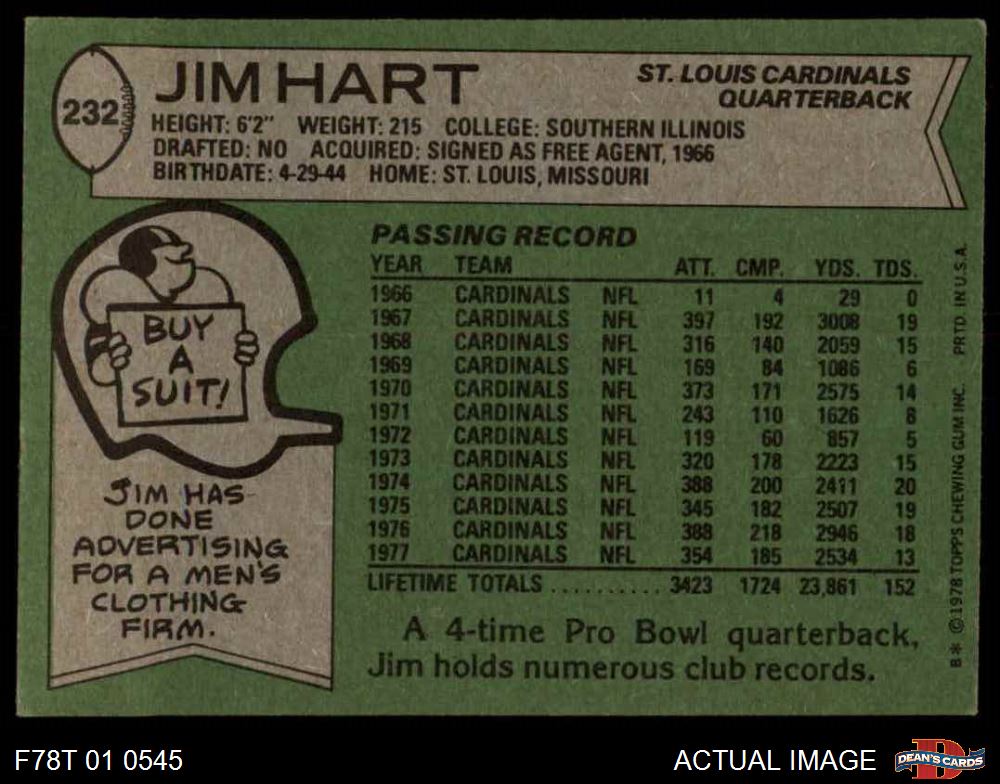 232
JIM HART
ST. LOUIS CARDINALS
QUARTERBACK
HEIGHT: 6'2" WEIGHT: 215 COLLEGE: SOUTHERN ILLINOIS
DRAFTED: NO ACQUIRED: SIGNED AS FREE AGENT, 1966
BIRTHDATE: 4-29-44 HOME: ST. LOUIS, MISSOURI
BUY
A
SUIT!
JIM HAS
DONE
ADVERTISING
FOR A MEN'S
CLOTHING
FIRM.
PASSING RECORD
YEAR TEAM ATT. CMP. YDS. TDS.
1966 CARDINALS NFL 11 4 29 0
1967 CARDINALS NFL 397 192 3008 19
1968 CARDINALS NFL 316 140 2059 15
1969 CARDINALS NFL 169 84 1086 6
1970 CARDINALS NFL 373 171 2575 14
1971 CARDINALS NFL 243 110 1626 8
1972 CARDINALS NFL 119 60 857 5
1973 CARDINALS NFL 320 178 2223 15
1974 CARDINALS NFL 388 200 2411 20
1975 CARDINALS NFL 345 182 2507 19
1976 CARDINALS NFL 388 218 2946 18
1977 CARDINALS NFL 354 185 2534 13
LIFETIME TOTALS .......... 3423 1724 23,861 152
A 4-time Pro Bowl quarterback,
Jim holds numerous club records.
B* ©1978 TOPPS CHEWING GUM INC. PRTD. IN U.S.A.
F78T 01 0545
ACTUAL IMAGE
DEAN'S CARDS